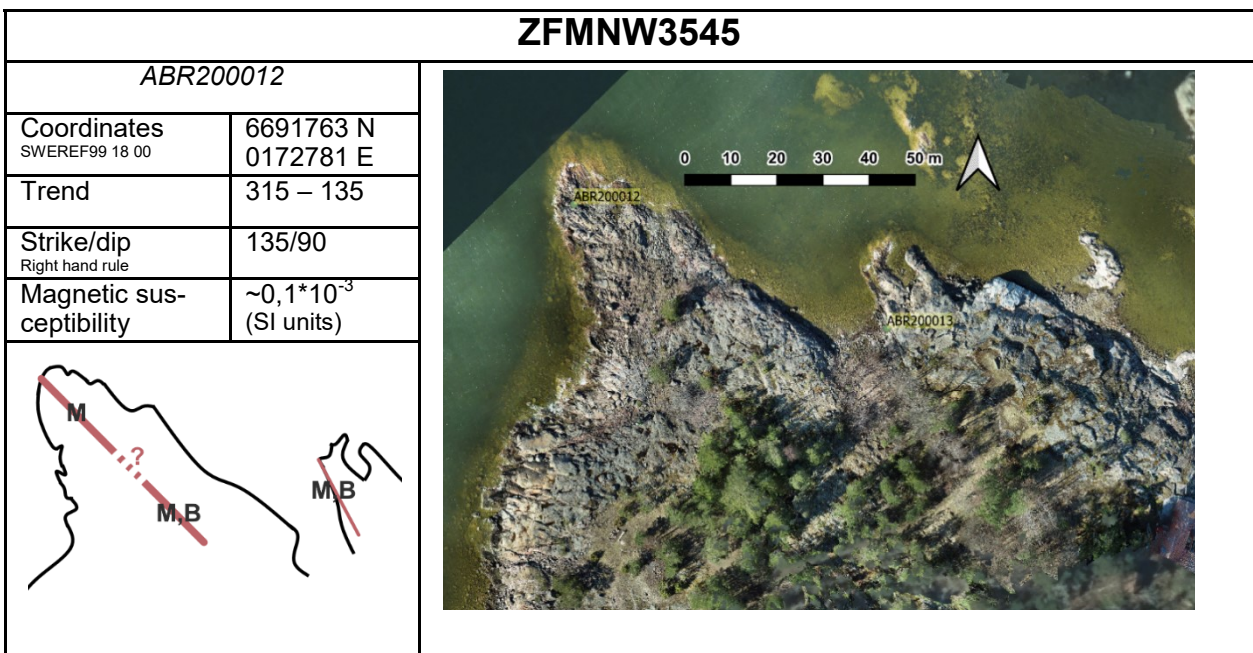 ZFMNW3545
ABR200012
Coordinates
SWEREF99 18 00
6691763 N
0172781 E
Trend
315 – 135
Strike/dip
Right hand rule
135/90
Magnetic sus-
ceptibility
~0,1*10-3
(SI units)
M
?
M,B
M,B
0 10 20 30 40 50 m
ABR200012
ABR200013